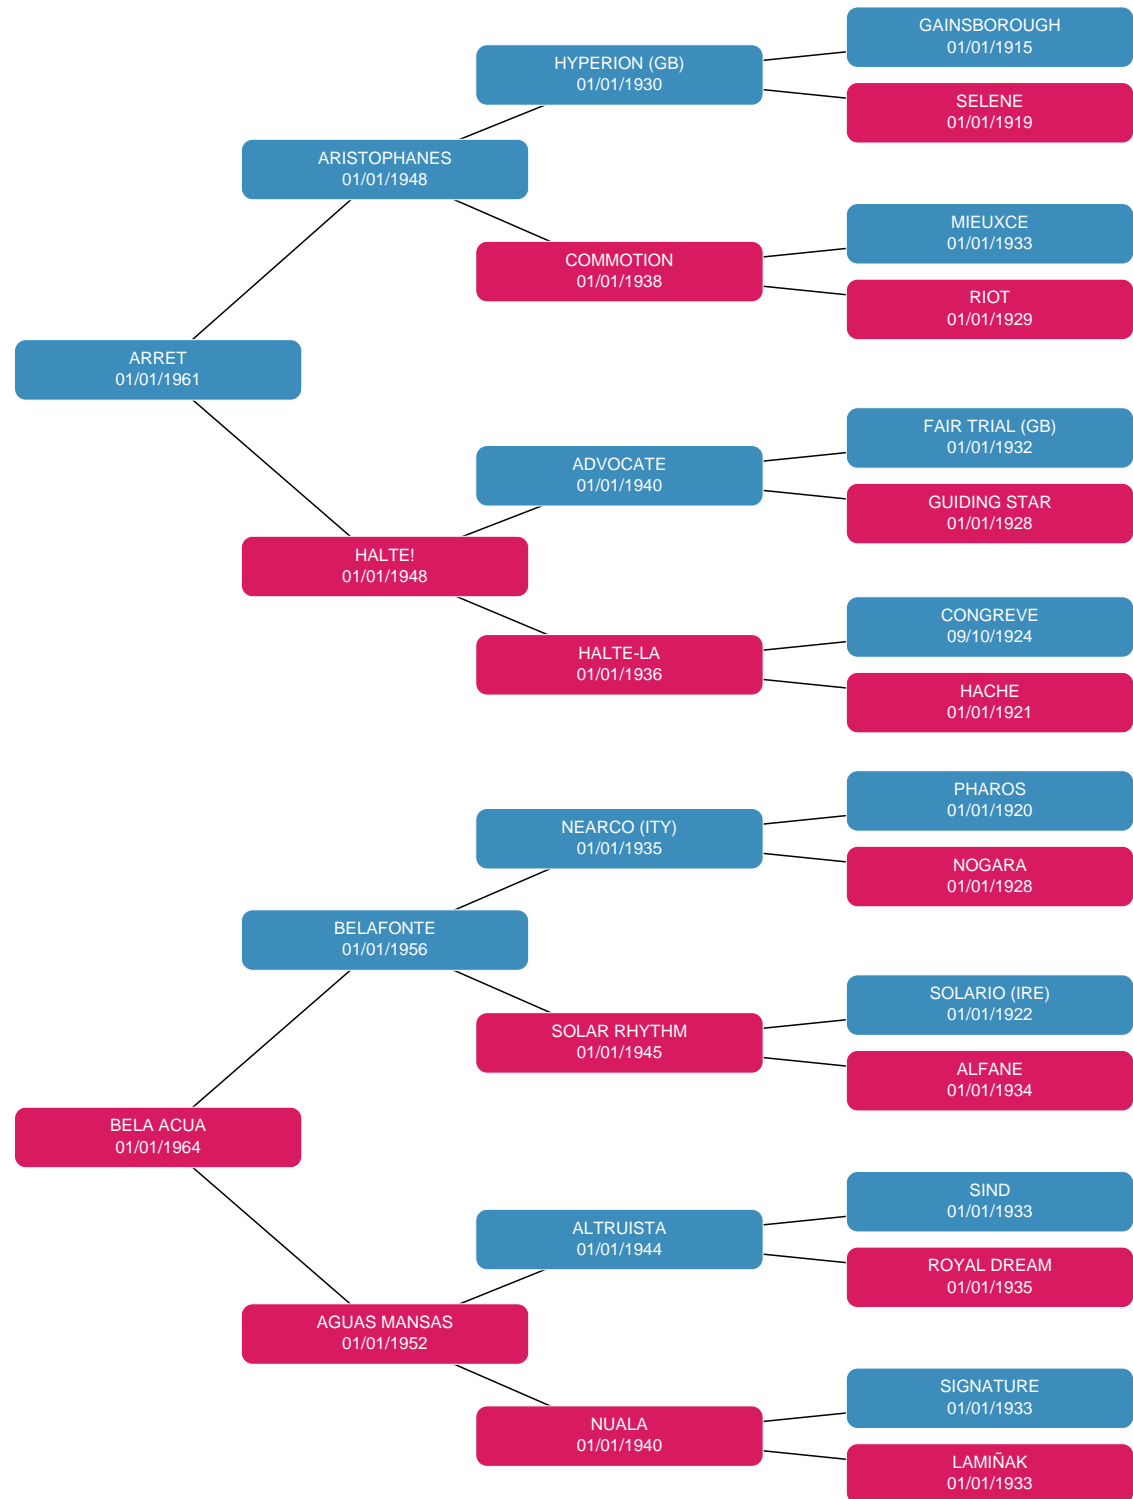 GAINSBOROUGH
01/01/1915
HYPERION (GB)
01/01/1930
SELENE
01/01/1919
ARISTOPHANES
01/01/1948
MIEUXCE
01/01/1933
COMMOTION
01/01/1938
RIOT
01/01/1929
ARRET
01/01/1961
FAIR TRIAL (GB)
01/01/1932
ADVOCATE
01/01/1940
GUIDING STAR
01/01/1928
HALTE!
01/01/1948
CONGREVE
09/10/1924
HALTE-LA
01/01/1936
HACHE
01/01/1921
PHAROS
01/01/1920
NEARCO (ITY)
01/01/1935
NOGARA
01/01/1928
BELAFONTE
01/01/1956
SOLARIO (IRE)
01/01/1922
SOLAR RHYTHM
01/01/1945
ALFANE
01/01/1934
BELA ACUA
01/01/1964
SIND
01/01/1933
ALTRUISTA
01/01/1944
ROYAL DREAM
01/01/1935
AGUAS MANSAS
01/01/1952
SIGNATURE
01/01/1933
NUALA
01/01/1940
LAMIÑAK
01/01/1933